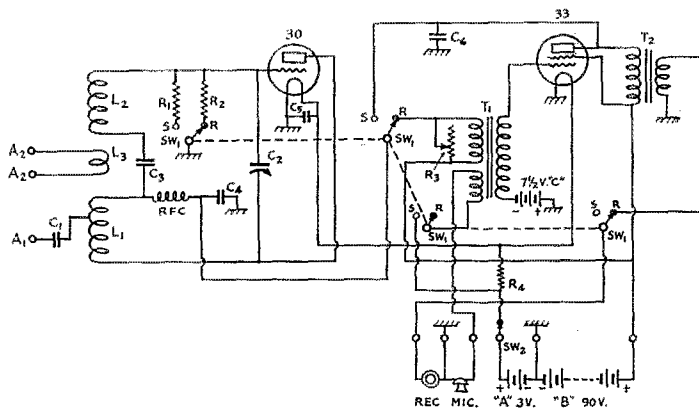 30
33
T2
C6
L2
R1
R2
C5
S
R
SW1
S
R
T1
A2
L3
A2
C3
C2
SW1
R3
7½V."C"
- +
RFC
C4
A1
C1
L1
S
R
SW1
S
R
SW1
R4
SW2
REC MIC. + "A" 3V. - - "B" 90V. +